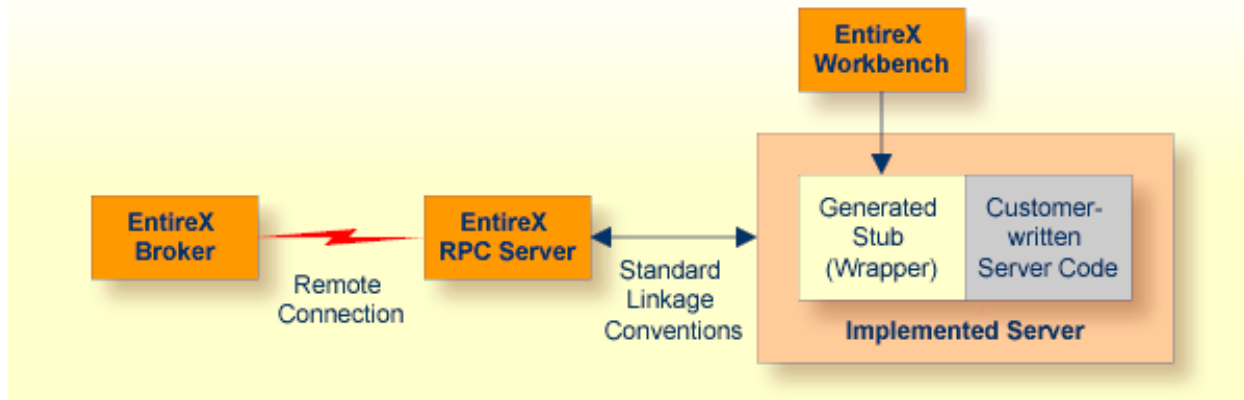 EntireX
Workbench
EntireX
Broker
Remote
Connection
EntireX
RPC Server
Standard
Linkage
Conventions
Generated
Stub
(Wrapper)
Customer-
written
Server Code
Implemented Server